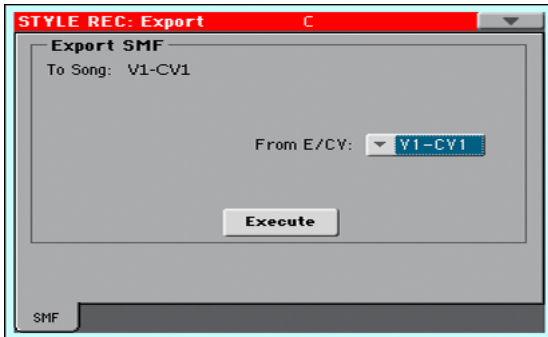 STYLE REC: Export C
Export SMF
To Song: V1-CV1
From E/CV: V1-CV1
Execute
SMF